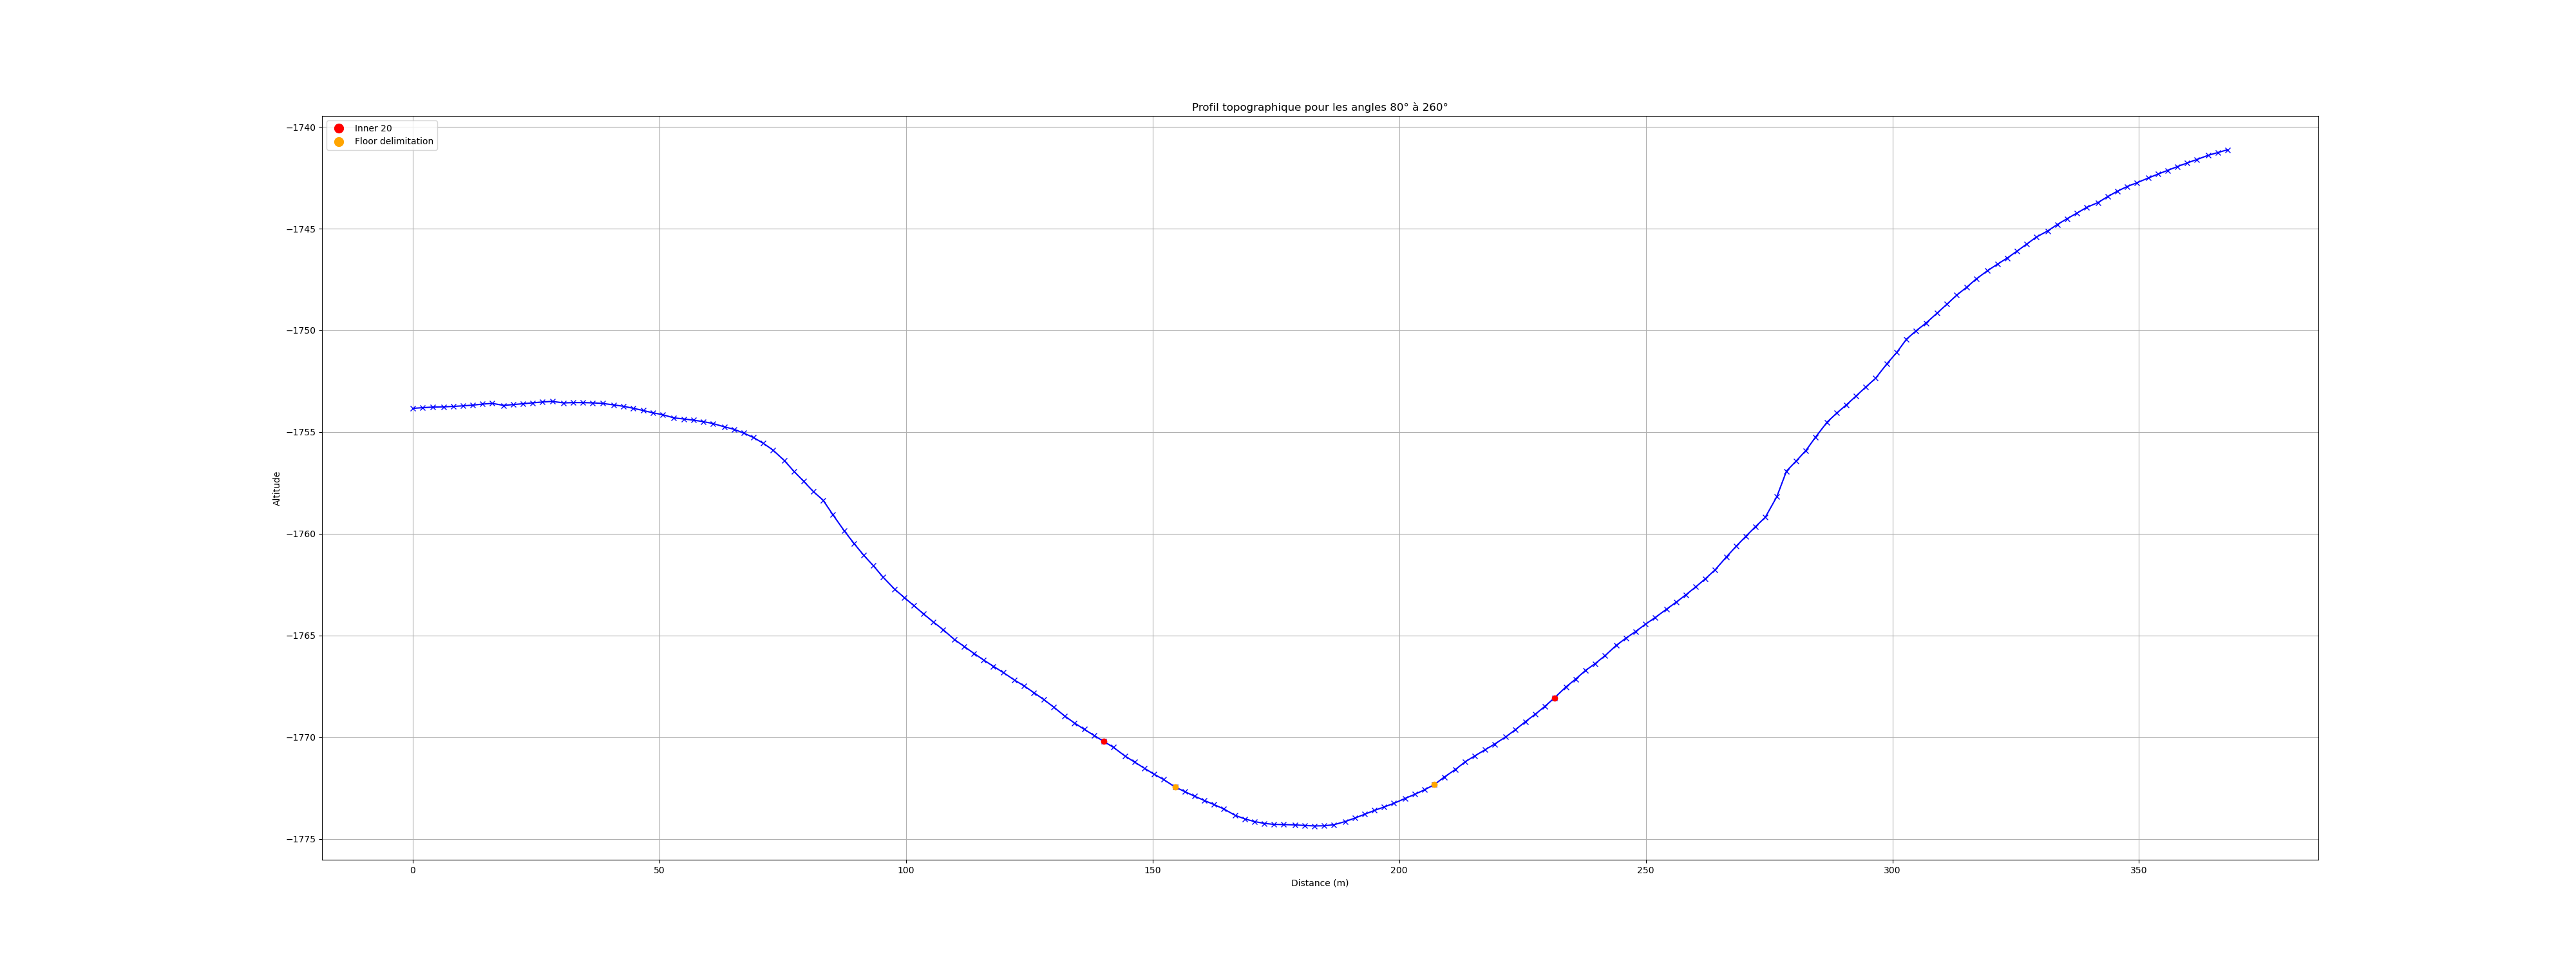 Profil topographique pour les angles 80° à 260°
Inner 20
Floor delimitation
−1740
−1745
−1750
−1755
−1760
−1765
−1770
−1775
Altitude
0 50 100 150 200 250 300 350
Distance (m)